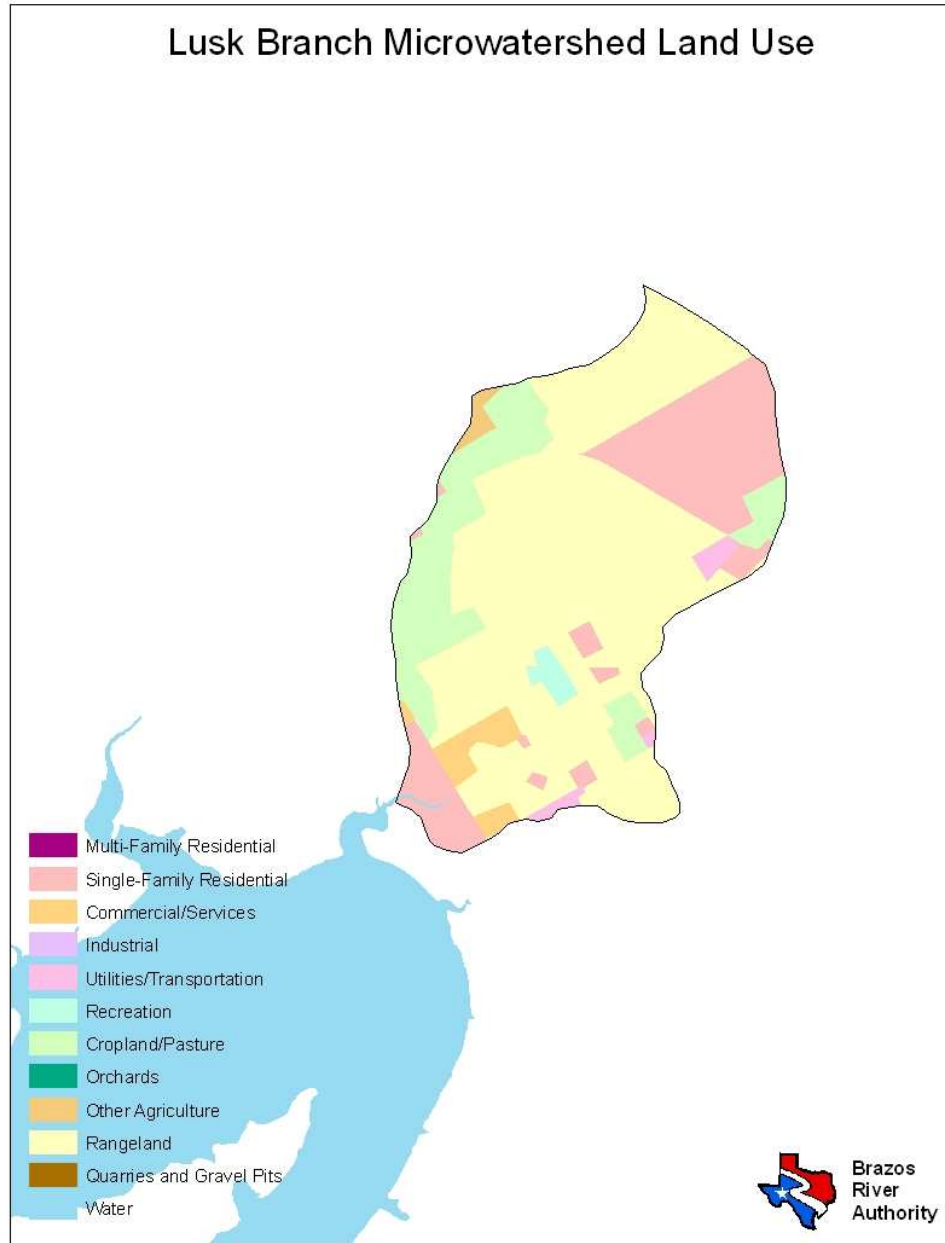 Lusk Branch Microwatershed Land Use
Multi-Family Residential
Single-Family Residential
Commercial/Services
Industrial
Utilities/Transportation
Recreation
Cropland/Pasture
Orchards
Other Agriculture
Rangeland
Quarries and Gravel Pits
Water
Brazos
River
Authority